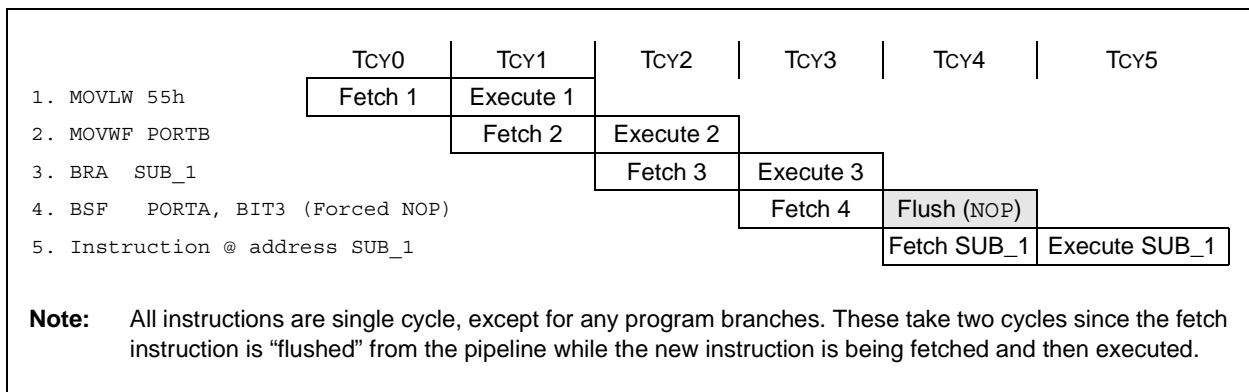 TCY0 TCY1 TCY2 TCY3 TCY4 TCY5
1. MOVLW 55h Fetch 1 Execute 1
2. MOVWF PORTB Fetch 2 Execute 2
3. BRA SUB_1 Fetch 3 Execute 3
4. BSF PORTA, BIT3 (Forced NOP) Fetch 4 Flush (NOP)
5. Instruction @ address SUB_1 Fetch SUB_1 Execute SUB_1
Note: All instructions are single cycle, except for any program branches. These take two cycles since the fetch
instruction is “flushed” from the pipeline while the new instruction is being fetched and then executed.